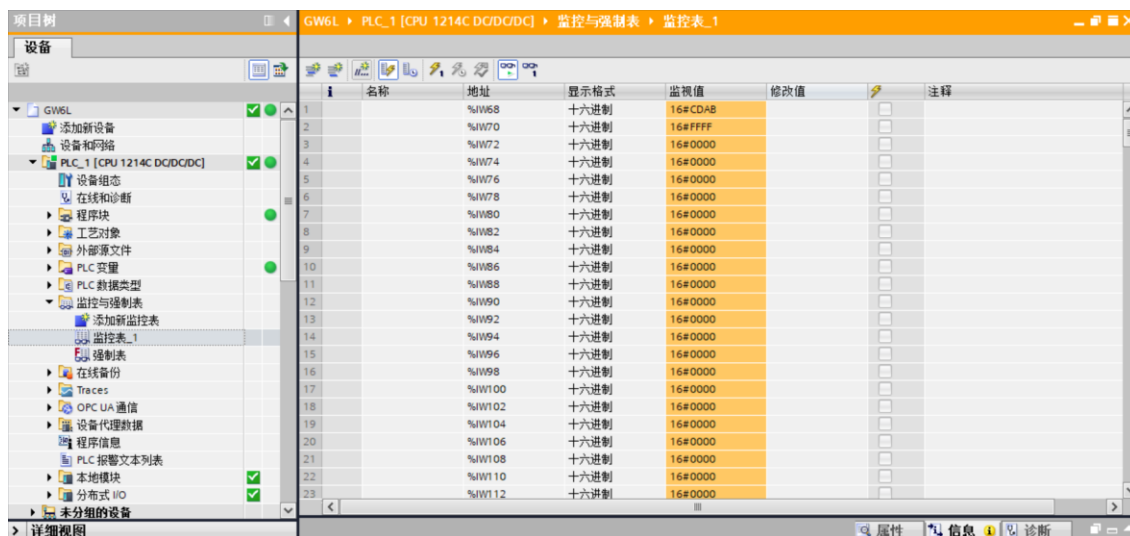 项目树
GW6L ▸ PLC_1 [CPU 1214C DC/DC/DC] ▸ 监控与强制表 ▸ 监控表_1
设备
i 名称 地址 显示格式 监视值 修改值 注释
GW6L
添加新设备
设备和网络
PLC_1 [CPU 1214C DC/DC/DC]
设备组态
在线和诊断
程序块
工艺对象
外部源文件
PLC 变量
PLC 数据类型
监控与强制表
添加新监控表
监控表_1
强制表
在线备份
Traces
OPC UA 通信
设备代理数据
程序信息
PLC 报警文本列表
本地模块
分布式 I/O
未分组的设备
详细视图
1 %IW68 十六进制 16#CDAB
2 %IW70 十六进制 16#FFFF
3 %IW72 十六进制 16#0000
4 %IW74 十六进制 16#0000
5 %IW76 十六进制 16#0000
6 %IW78 十六进制 16#0000
7 %IW80 十六进制 16#0000
8 %IW82 十六进制 16#0000
9 %IW84 十六进制 16#0000
10 %IW86 十六进制 16#0000
11 %IW88 十六进制 16#0000
12 %IW90 十六进制 16#0000
13 %IW92 十六进制 16#0000
14 %IW94 十六进制 16#0000
15 %IW96 十六进制 16#0000
16 %IW98 十六进制 16#0000
17 %IW100 十六进制 16#0000
18 %IW102 十六进制 16#0000
19 %IW104 十六进制 16#0000
20 %IW106 十六进制 16#0000
21 %IW108 十六进制 16#0000
22 %IW110 十六进制 16#0000
23 %IW112 十六进制 16#0000
属性 信息 诊断